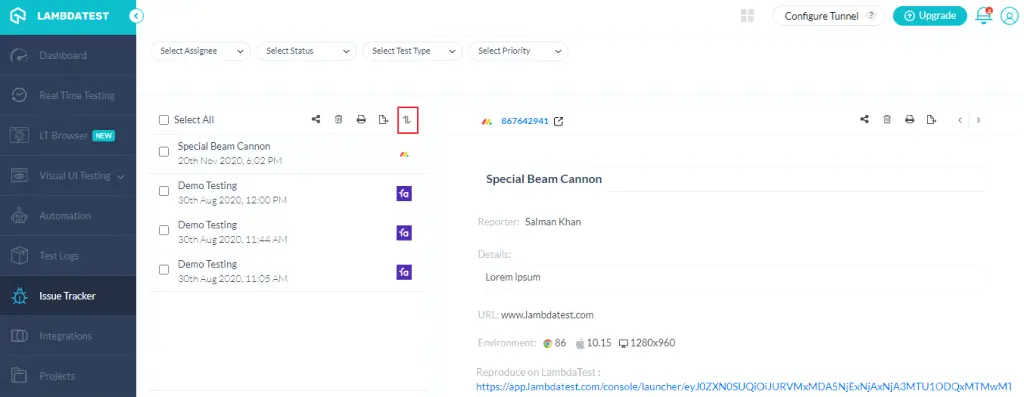 LAMBDATEST
Configure Tunnel ?
Upgrade
4
Dashboard
Real Time Testing
LT Browser NEW
Visual UI Testing
Automation
Test Logs
Issue Tracker
Integrations
Projects
Select Assignee
Select Status
Select Test Type
Select Priority
Select All
Special Beam Cannon
20th Nov 2020, 6:02 PM
Demo Testing
30th Aug 2020, 12:00 PM
fa
Demo Testing
30th Aug 2020, 11:44 AM
fa
Demo Testing
30th Aug 2020, 11:05 AM
fa
867642941
Special Beam Cannon
Reporter: Salman Khan
Details:
Lorem ipsum
URL: www.lambdatest.com
Environment: 86 10.15 1280x960
Reproduce on LambdaTest :
https://app.lambdatest.com/console/launcher/eyJ0ZXN0SUQiOiJURVMxMDA5NjExNjAxNjA3MTU1ODQxMTMwM1